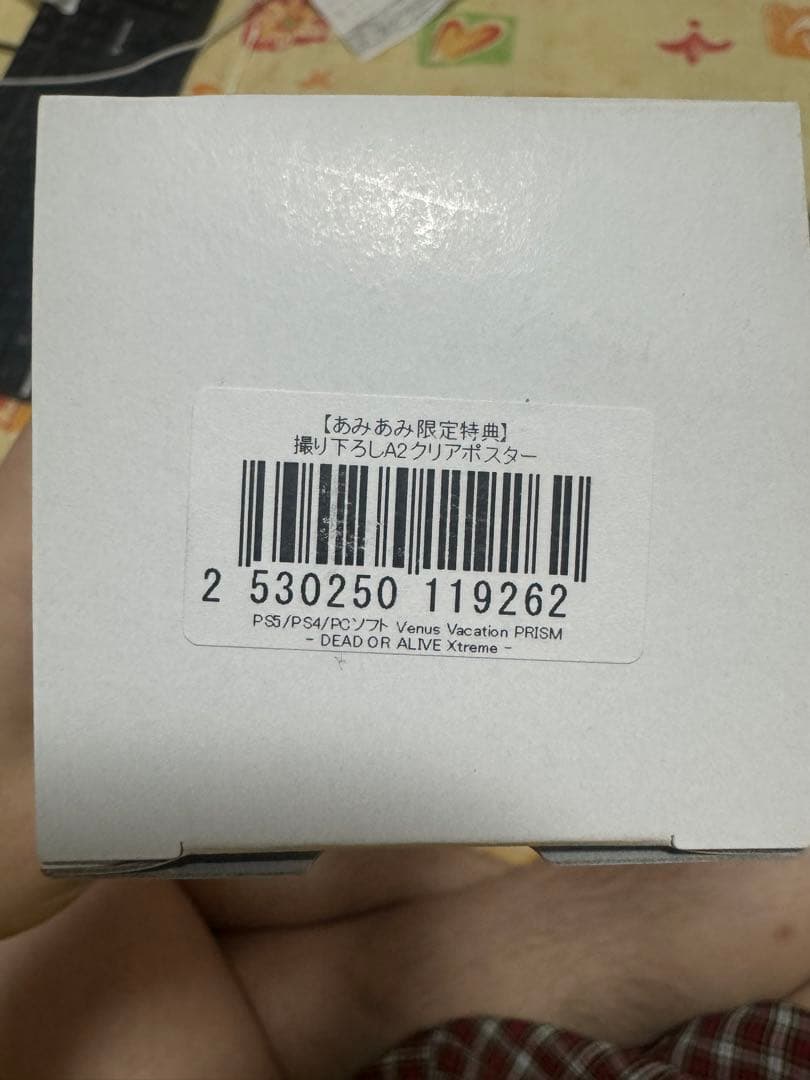 【あみあみ限定特典】
撮り下ろしA2クリアポスター
2 530250 119262
PS5/PS4/PCソフト Venus Vacation PRISM
- DEAD OR ALIVE Xtreme -